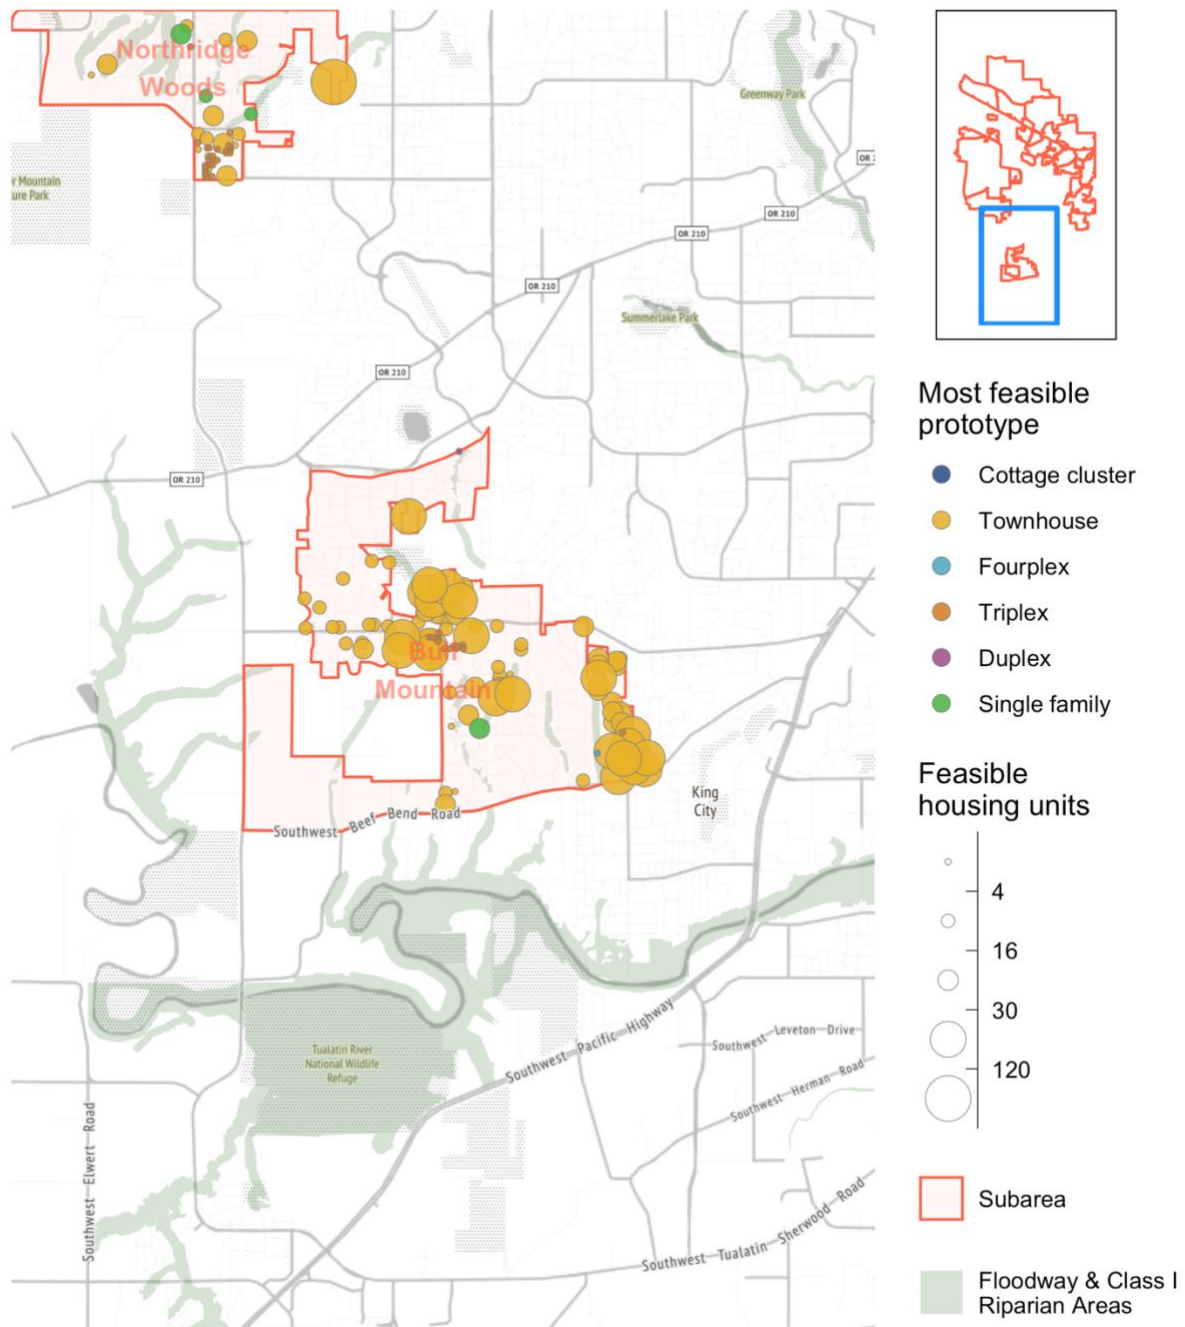 Northridge
Woods
Greenway Park
OR 2
r Mountain
ure Park
OR 210
OR 210
OR 210
Summerlake Park
OR 210
OR 210
Bull
Mountain
King
City
Southwest Beef Bend Road
Tualatin River
National Wildlife
Refuge
Southwest Pacific Highway
Southwest Leveton Drive
Southwest Herman Road
Southwest Elwert Road
Southwest Tualatin Sherwood Road
Most feasible
prototype
Cottage cluster
Townhouse
Fourplex
Triplex
Duplex
Single family
Feasible
housing units
4
16
30
120
Subarea
Floodway & Class I
Riparian Areas